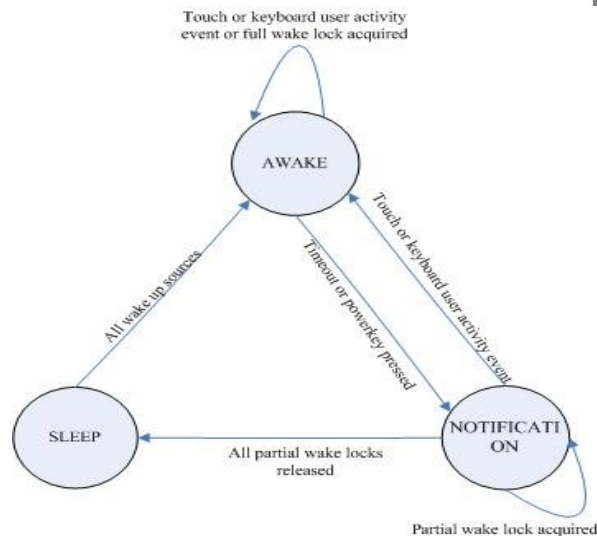 Touch or keyboard user activity
event or full wake lock acquired
AWAKE
Touch or keyboard user activity event
Timeout or powerkey pressed
All wake up sources
SLEEP
NOTIFICATI
ON
All partial wake locks
released
Partial wake lock acquired